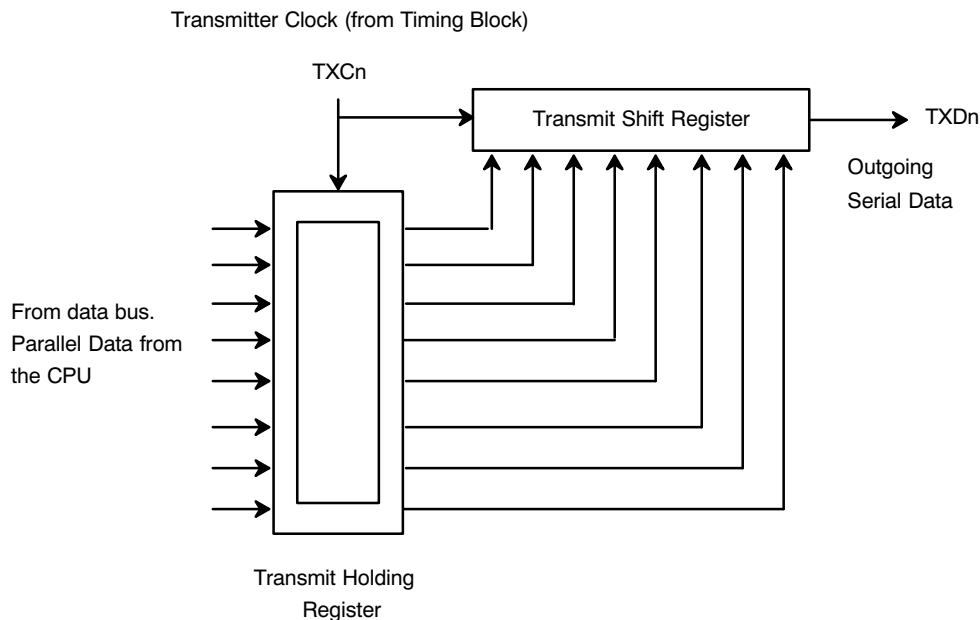 Transmitter Clock (from Timing Block)
TXCn
Transmit Shift Register
TXDn
Outgoing
Serial Data
From data bus.
Parallel Data from
the CPU
Transmit Holding
Register